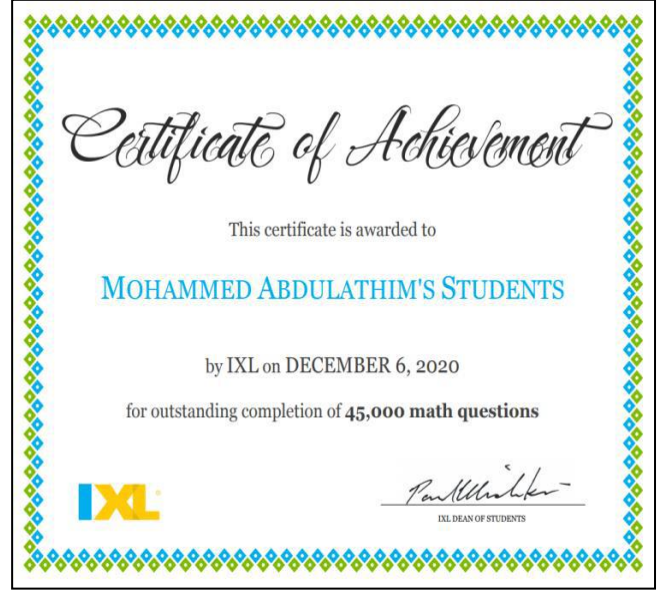 Certificate of Achievement
This certificate is awarded to
MOHAMMED ABDULATHIM'S STUDENTS
by IXL on DECEMBER 6, 2020
for outstanding completion of 45,000 math questions
IXL
IXL DEAN OF STUDENTS